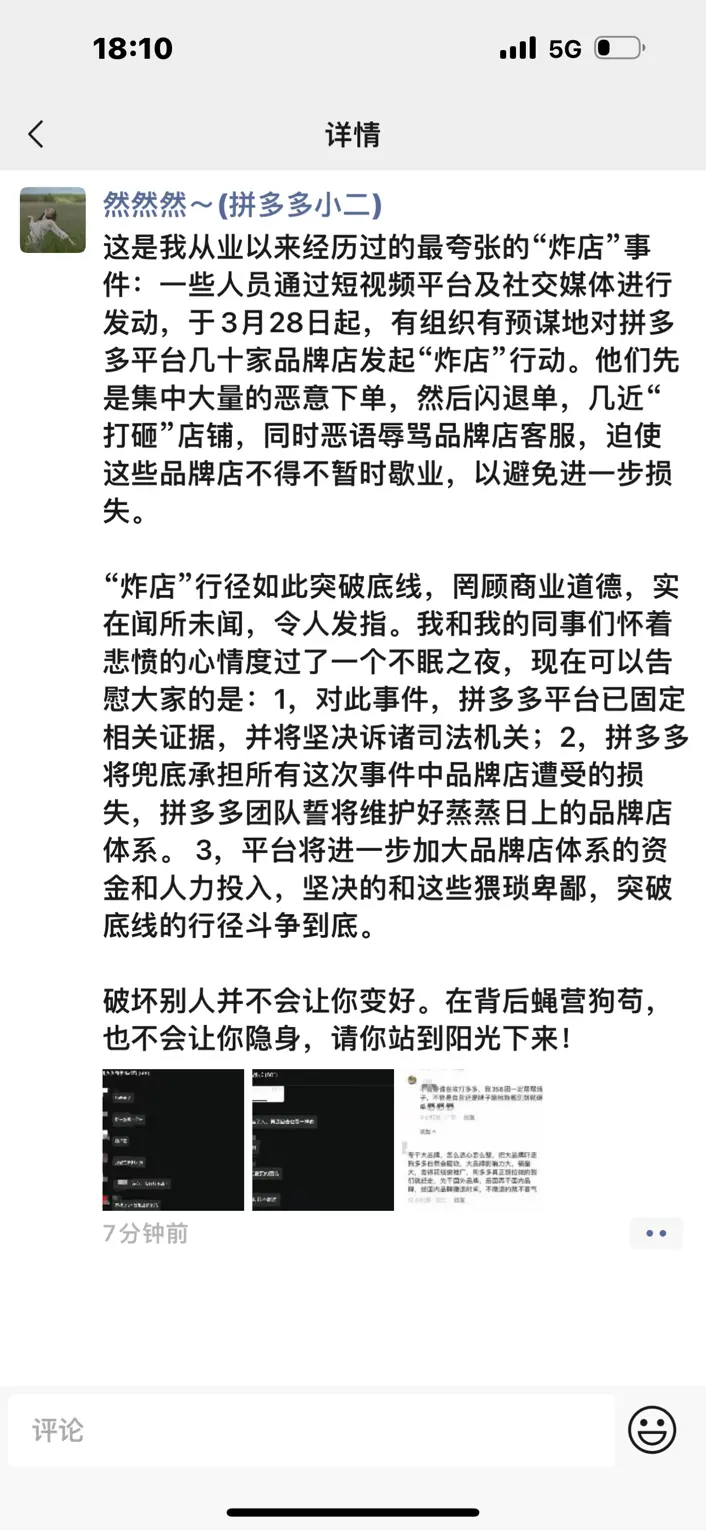 18:10
5G
详情
然然然～(拼多多小二)
这是我从业以来经历过的最夸张的“炸店”事
件：一些人员通过短视频平台及社交媒体进行
发动，于3月28日起，有组织有预谋地对拼多
多平台几十家品牌店发起“炸店”行动。他们先
是集中大量的恶意下单，然后闪退单，几近“
打砸”店铺，同时恶语辱骂品牌店客服，迫使
这些品牌店不得不暂时歇业，以避免进一步损
失。
“炸店”行径如此突破底线，罔顾商业道德，实
在闻所未闻，令人发指。我和我的同事们怀着
悲愤的心情度过了一个不眠之夜，现在可以告
慰大家的是：1，对此事件，拼多多平台已固定
相关证据，并将坚决诉诸司法机关；2，拼多多
将兜底承担所有这次事件中品牌店遭受的损
失，拼多多团队誓将维护好蒸蒸日上的品牌店
体系。 3，平台将进一步加大品牌店体系的资
金和人力投入，坚决的和这些猥琐卑鄙，突破
底线的行径斗争到底。
破坏别人并不会让你变好。在背后蝇营狗苟，
也不会让你隐身，请你站到阳光下来！
7分钟前
评论